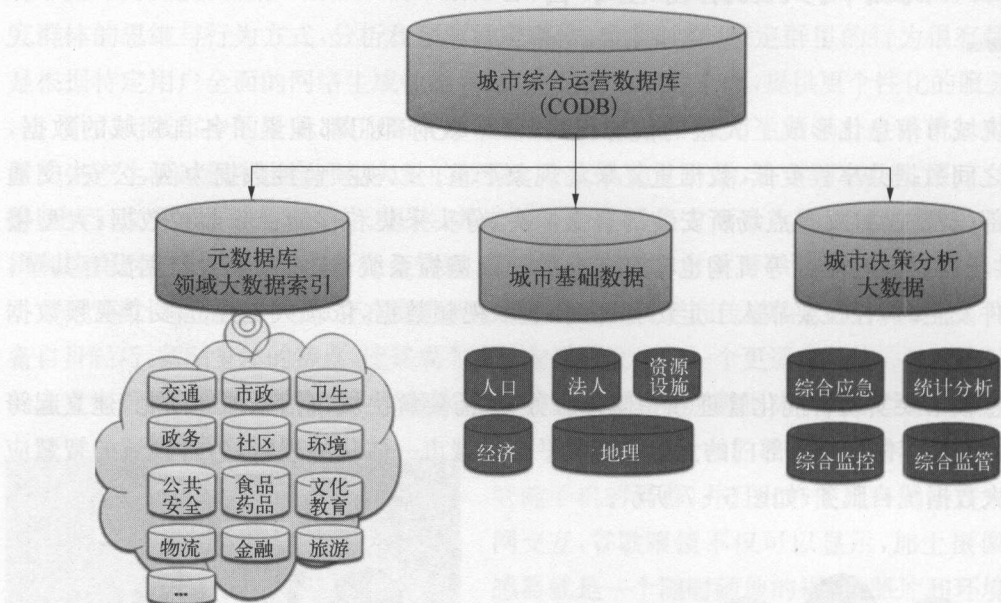 城市综合运营数据库
(CODB)
元数据库
领域大数据索引
城市基础数据
城市决策分析
大数据
交通 市政 卫生
政务 社区 环境
公共
安全
食品
药品
文化
教育
物流 金融 旅游
...
人口 法人
资源
设施
经济 地理
综合应急 统计分析
综合监控 综合监管